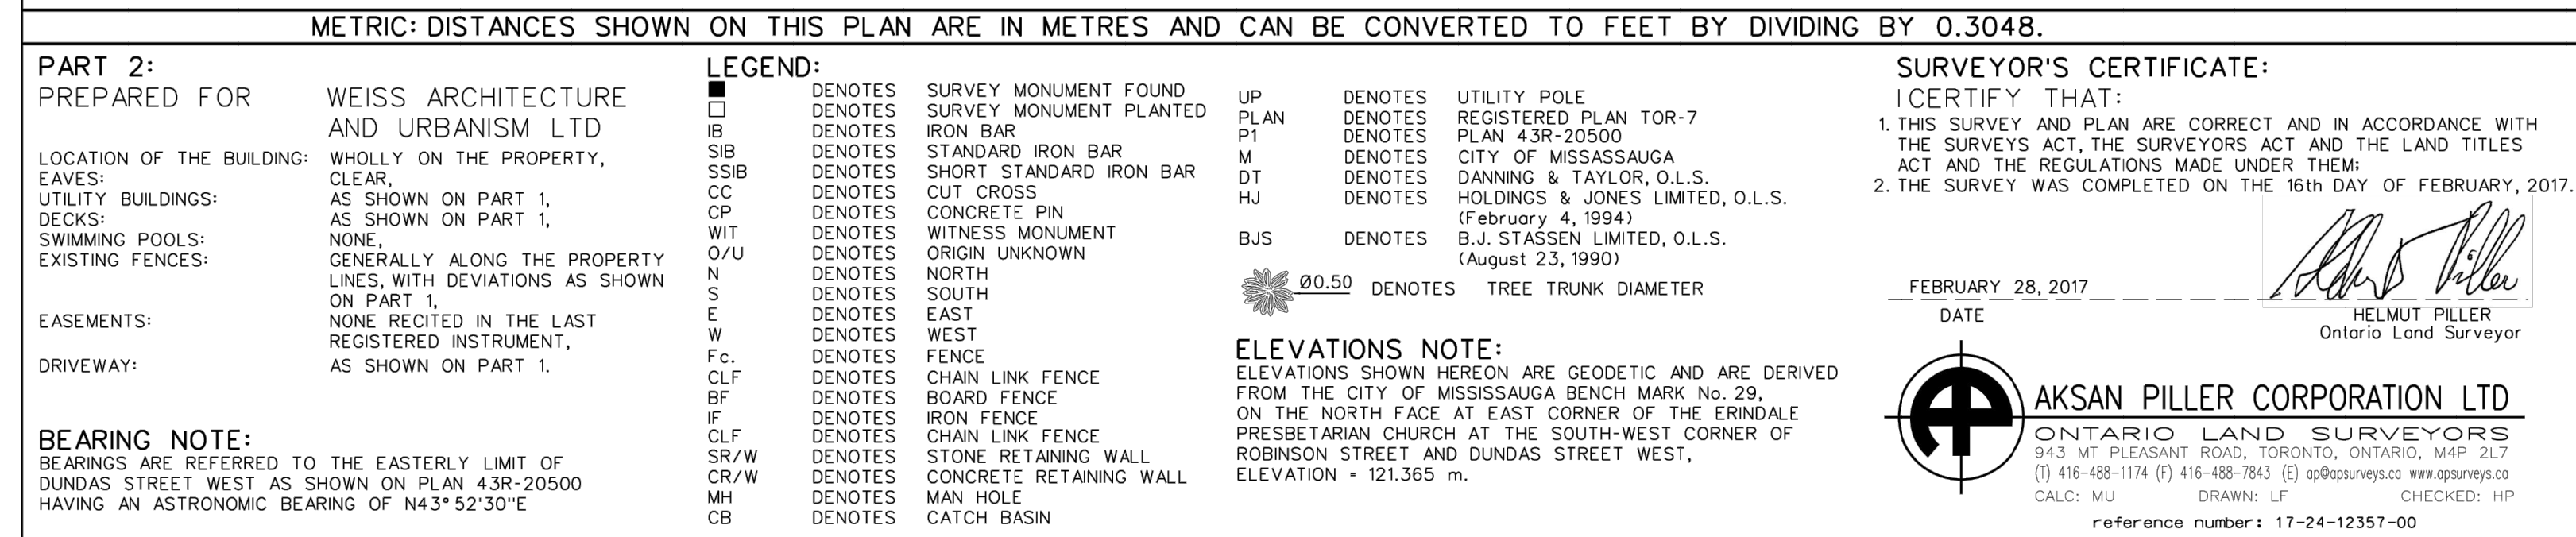 METRIC: DISTANCES SHOWN ON THIS PLAN ARE IN METRES AND CAN BE CONVERTED TO FEET BY DIVIDING BY 0.3048.
PART 2:
PREPARED FOR WEISS ARCHITECTURE
AND URBANISM LTD
LOCATION OF THE BUILDING: WHOLLY ON THE PROPERTY,
EAVES: CLEAR,
UTILITY BUILDINGS: AS SHOWN ON PART 1,
DECKS: AS SHOWN ON PART 1,
SWIMMING POOLS: NONE,
EXISTING FENCES: GENERALLY ALONG THE PROPERTY
LINES, WITH DEVIATIONS AS SHOWN
ON PART 1,
EASEMENTS: NONE RECITED IN THE LAST
REGISTERED INSTRUMENT,
DRIVEWAY: AS SHOWN ON PART 1.
BEARING NOTE:
BEARINGS ARE REFERRED TO THE EASTERLY LIMIT OF
DUNDAS STREET WEST AS SHOWN ON PLAN 43R-20500
HAVING AN ASTRONOMIC BEARING OF N43°52'30"E
LEGEND:
■ DENOTES SURVEY MONUMENT FOUND
□ DENOTES SURVEY MONUMENT PLANTED
IB DENOTES IRON BAR
SIB DENOTES STANDARD IRON BAR
SSIB DENOTES SHORT STANDARD IRON BAR
CC DENOTES CUT CROSS
CP DENOTES CONCRETE PIN
WIT DENOTES WITNESS MONUMENT
O/U DENOTES ORIGIN UNKNOWN
N DENOTES NORTH
S DENOTES SOUTH
E DENOTES EAST
W DENOTES WEST
Fc. DENOTES FENCE
CLF DENOTES CHAIN LINK FENCE
BF DENOTES BOARD FENCE
IF DENOTES IRON FENCE
CLF DENOTES CHAIN LINK FENCE
SR/W DENOTES STONE RETAINING WALL
CR/W DENOTES CONCRETE RETAINING WALL
MH DENOTES MAN HOLE
CB DENOTES CATCH BASIN
UP DENOTES UTILITY POLE
PLAN DENOTES REGISTERED PLAN TOR-7
P1 DENOTES PLAN 43R-20500
M DENOTES CITY OF MISSASSAUGA
DT DENOTES DANNING & TAYLOR, O.L.S.
HJ DENOTES HOLDINGS & JONES LIMITED, O.L.S.
(February 4, 1994)
BJS DENOTES B.J. STASSEN LIMITED, O.L.S.
(August 23, 1990)
Ø0.50 DENOTES TREE TRUNK DIAMETER
ELEVATIONS NOTE:
ELEVATIONS SHOWN HEREON ARE GEODETIC AND ARE DERIVED
FROM THE CITY OF MISSISSAUGA BENCH MARK No. 29,
ON THE NORTH FACE AT EAST CORNER OF THE ERINDALE
PRESBETARIAN CHURCH AT THE SOUTH-WEST CORNER OF
ROBINSON STREET AND DUNDAS STREET WEST,
ELEVATION = 121.365 m.
SURVEYOR'S CERTIFICATE:
I CERTIFY THAT:
1. THIS SURVEY AND PLAN ARE CORRECT AND IN ACCORDANCE WITH
THE SURVEYS ACT, THE SURVEYORS ACT AND THE LAND TITLES
ACT AND THE REGULATIONS MADE UNDER THEM;
2. THE SURVEY WAS COMPLETED ON THE 16th DAY OF FEBRUARY, 2017.
FEBRUARY 28, 2017
DATE
Helmut Piller
HELMUT PILLER
Ontario Land Surveyor
AKSAN PILLER CORPORATION LTD
ONTARIO LAND SURVEYORS
943 MT PLEASANT ROAD, TORONTO, ONTARIO, M4P 2L7
(T) 416-488-1174 (F) 416-488-7843 (E) ap@apsurveys.ca www.apsurveys.ca
CALC: MU DRAWN: LF CHECKED: HP
reference number: 17-24-12357-00